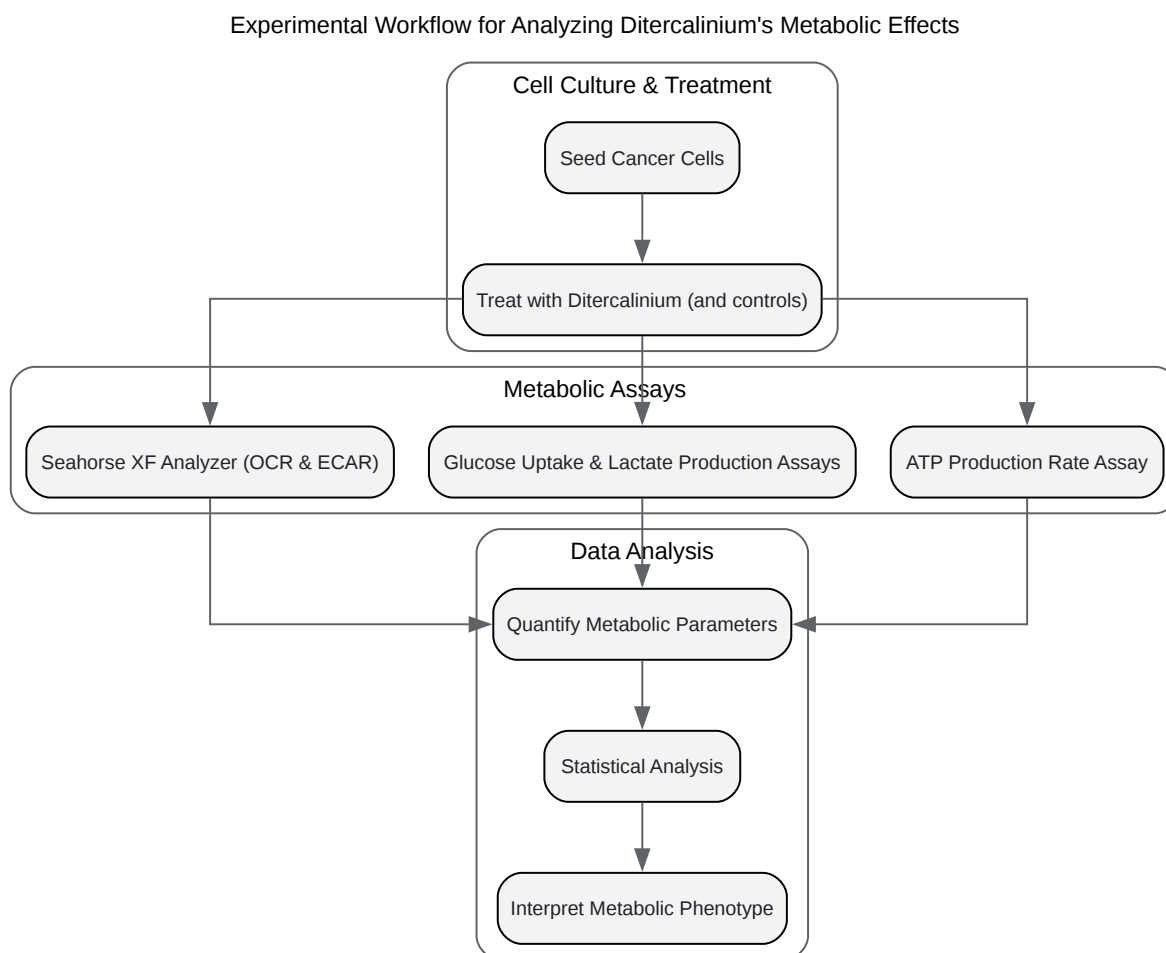 Experimental Workflow for Analyzing Ditercalinium's Metabolic Effects
Cell Culture & Treatment
Seed Cancer Cells
Treat with Ditercalinium (and controls)
Metabolic Assays
Seahorse XF Analyzer (OCR & ECAR)
Glucose Uptake & Lactate Production Assays
ATP Production Rate Assay
Data Analysis
Quantify Metabolic Parameters
Statistical Analysis
Interpret Metabolic Phenotype